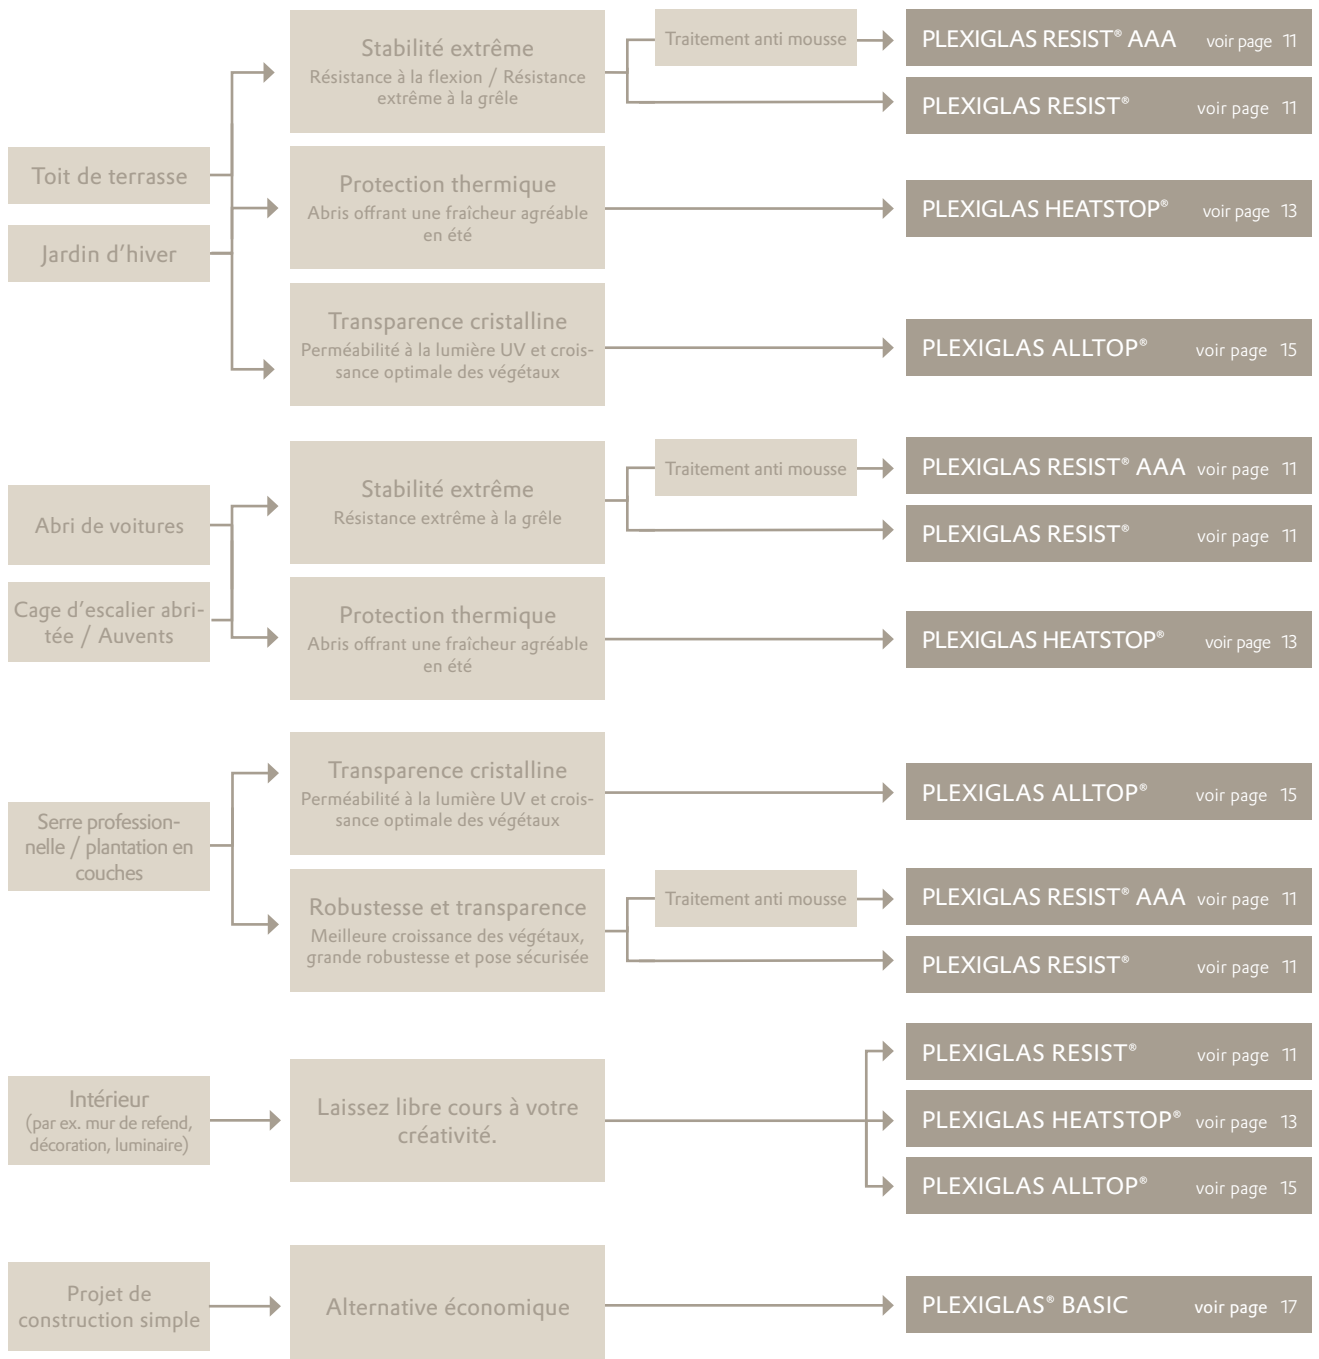 Toit de terrasse
Jardin d'hiver
Stabilité extrême
Résistance à la flexion / Résistance
extrême à la grêle
Traitement anti mousse
PLEXIGLAS RESIST® AAA voir page 11
PLEXIGLAS RESIST® voir page 11
Protection thermique
Abris offrant une fraîcheur agréable
en été
PLEXIGLAS HEATSTOP® voir page 13
Transparence cristalline
Perméabilité à la lumière UV et crois-
sance optimale des végétaux
PLEXIGLAS ALLTOP® voir page 15
Abri de voitures
Cage d'escalier abri-
tée / Auvents
Stabilité extrême
Résistance extrême à la grêle
Traitement anti mousse
PLEXIGLAS RESIST® AAA voir page 11
PLEXIGLAS RESIST® voir page 11
Protection thermique
Abris offrant une fraîcheur agréable
en été
PLEXIGLAS HEATSTOP® voir page 13
Serre profession-
nelle / plantation en
couches
Transparence cristalline
Perméabilité à la lumière UV et crois-
sance optimale des végétaux
PLEXIGLAS ALLTOP® voir page 15
Robustesse et transparence
Meilleure croissance des végétaux,
grande robustesse et pose sécurisée
Traitement anti mousse
PLEXIGLAS RESIST® AAA voir page 11
PLEXIGLAS RESIST® voir page 11
Intérieur
(par ex. mur de refend,
décoration, luminaire)
Laissez libre cours à votre
créativité.
PLEXIGLAS RESIST® voir page 11
PLEXIGLAS HEATSTOP® voir page 13
PLEXIGLAS ALLTOP® voir page 15
Projet de
construction simple
Alternative économique
PLEXIGLAS® BASIC voir page 17